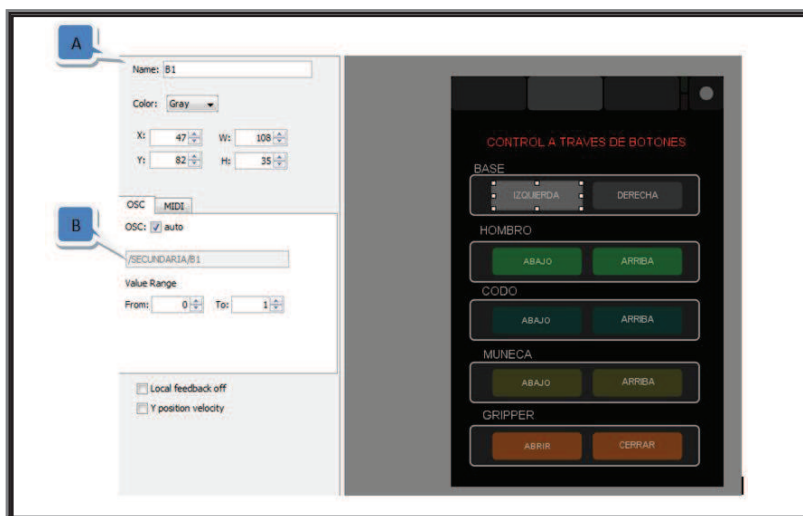 A
Name: B1
Color: Gray
X: 47 W: 108
Y: 82 H: 35
OSC MIDI
OSC: auto
B
/SECUNDARIA/B1
Value Range
From: 0 To: 1
Local feedback off
Y position velocity
CONTROL A TRAVES DE BOTONES
BASE
IZQUIERDA DERECHA
HOMBRO
ABAJO ARRIBA
CODO
ABAJO ARRIBA
MUNECA
ABAJO ARRIBA
GRIPPER
ABRIR CERRAR